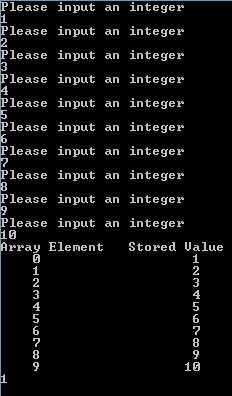 Please input an integer
1
Please input an integer
2
Please input an integer
3
Please input an integer
4
Please input an integer
5
Please input an integer
6
Please input an integer
7
Please input an integer
8
Please input an integer
9
Please input an integer
10
Array Element   Stored Value
0   1
1   2
2   3
3   4
4   5
5   6
6   7
7   8
8   9
9   10
1